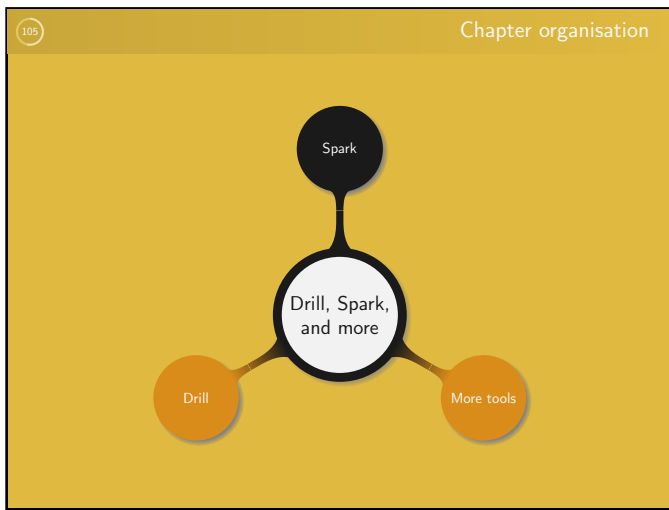 105
Chapter organisation
Spark
Drill, Spark,
and more
Drill
More tools